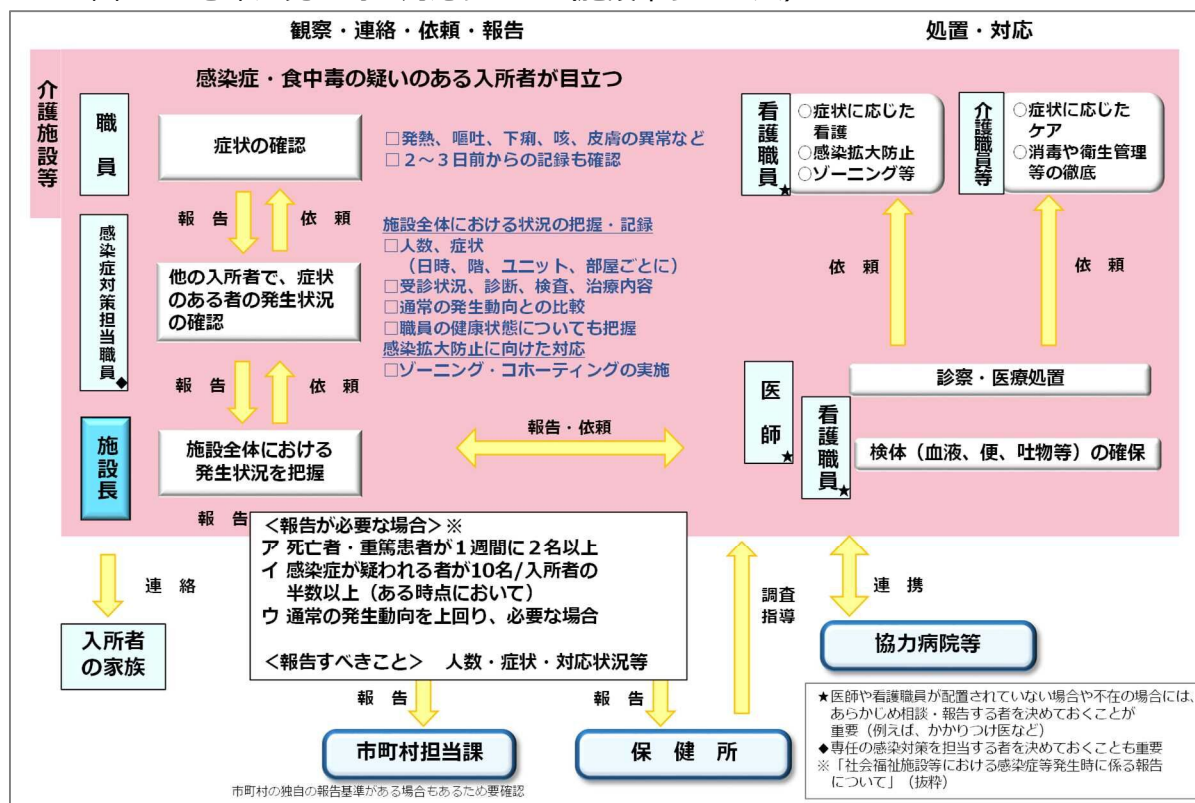 観察・連絡・依頼・報告
処置・対応
介護施設等
感染症・食中毒の疑いのある入所者が目立つ
職員
症状の確認
□発熱、嘔吐、下痢、咳、皮膚の異常など
□２～３日前からの記録も確認
報告
依頼
感染症対策担当職員◆
他の入所者で、症状
のある者の発生状況
の確認
施設全体における状況の把握・記録
□人数、症状
（日時、階、ユニット、部屋ごとに）
□受診状況、診断、検査、治療内容
□通常の発生動向との比較
□職員の健康状態についても把握
感染拡大防止に向けた対応
□ゾーニング・コホーティングの実施
報告
依頼
施設長
施設全体における
発生状況を把握
報告・依頼
看護職員★
○症状に応じた
看護
○感染拡大防止
○ゾーニング等
介護職員等
○症状に応じた
ケア
○消毒や衛生管理
等の徹底
依頼
依頼
医師★
看護職員★
診察・医療処置
検体（血液、便、吐物等）の確保
報告
＜報告が必要な場合＞※
ア 死亡者・重篤患者が１週間に２名以上
イ 感染症が疑われる者が10名/入所者の
半数以上（ある時点において）
ウ 通常の発生動向を上回り、必要な場合
＜報告すべきこと＞ 人数・症状・対応状況等
連絡
入所者
の家族
報告
報告
調査
指導
連携
協力病院等
市町村担当課
保健所
市町村の独自の報告基準がある場合もあるため要確認
★医師や看護職員が配置されていない場合や不在の場合には、
あらかじめ相談・報告する者を決めておくことが
重要（例えば、かかりつけ医など）
◆専任の感染対策を担当する者を決めておくことも重要
※「社会福祉施設等における感染症等発生時に係る報告
について」（抜粋）